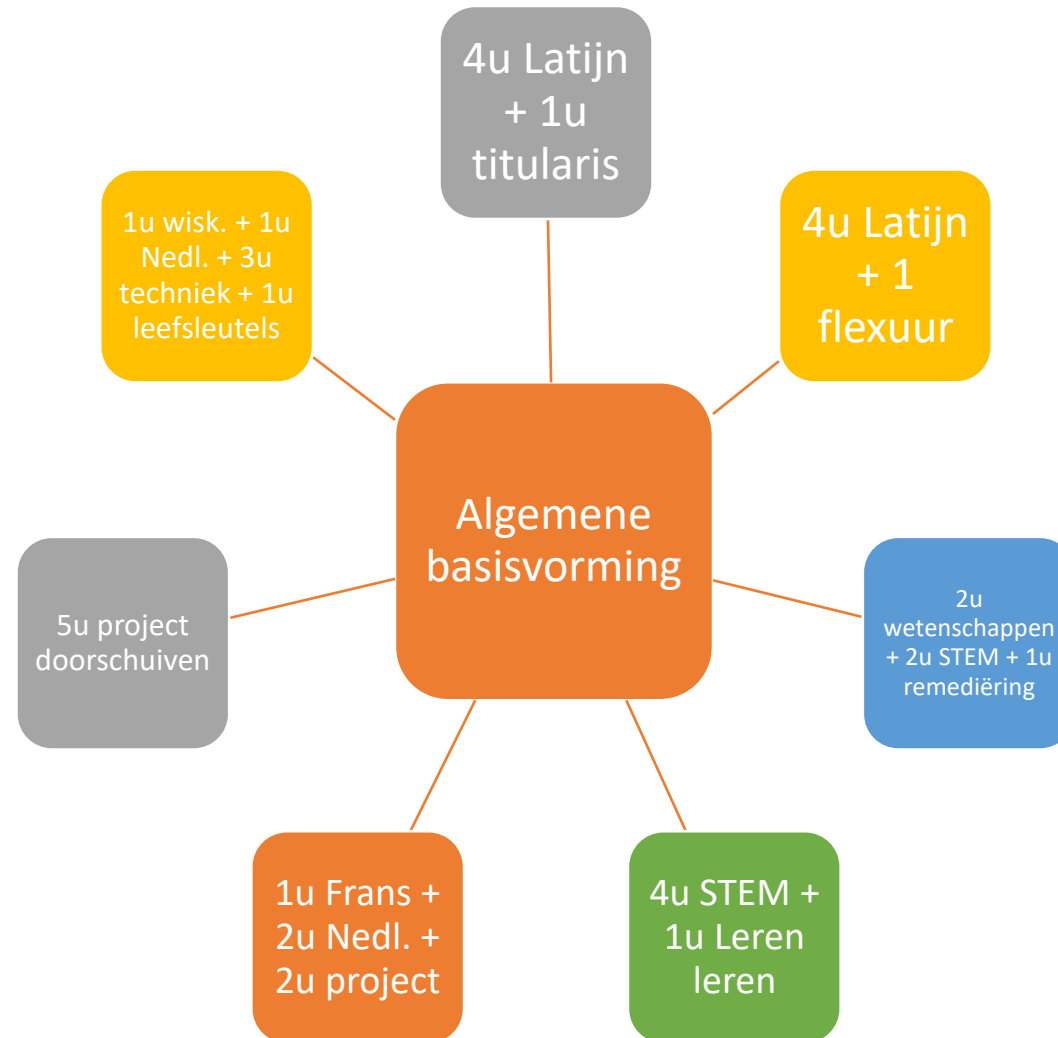 4u Latijn
+ 1u
titularis
1u wisk. + 1u
Nedl. + 3u
techniek + 1u
leefsleutels
4u Latijn
+ 1
flexuur
Algemene
basisvorming
5u project
doorschuiven
2u
wetenschappen
+ 2u STEM + 1u
remediëring
1u Frans +
2u Nedl. +
2u project
4u STEM +
1u Leren
leren